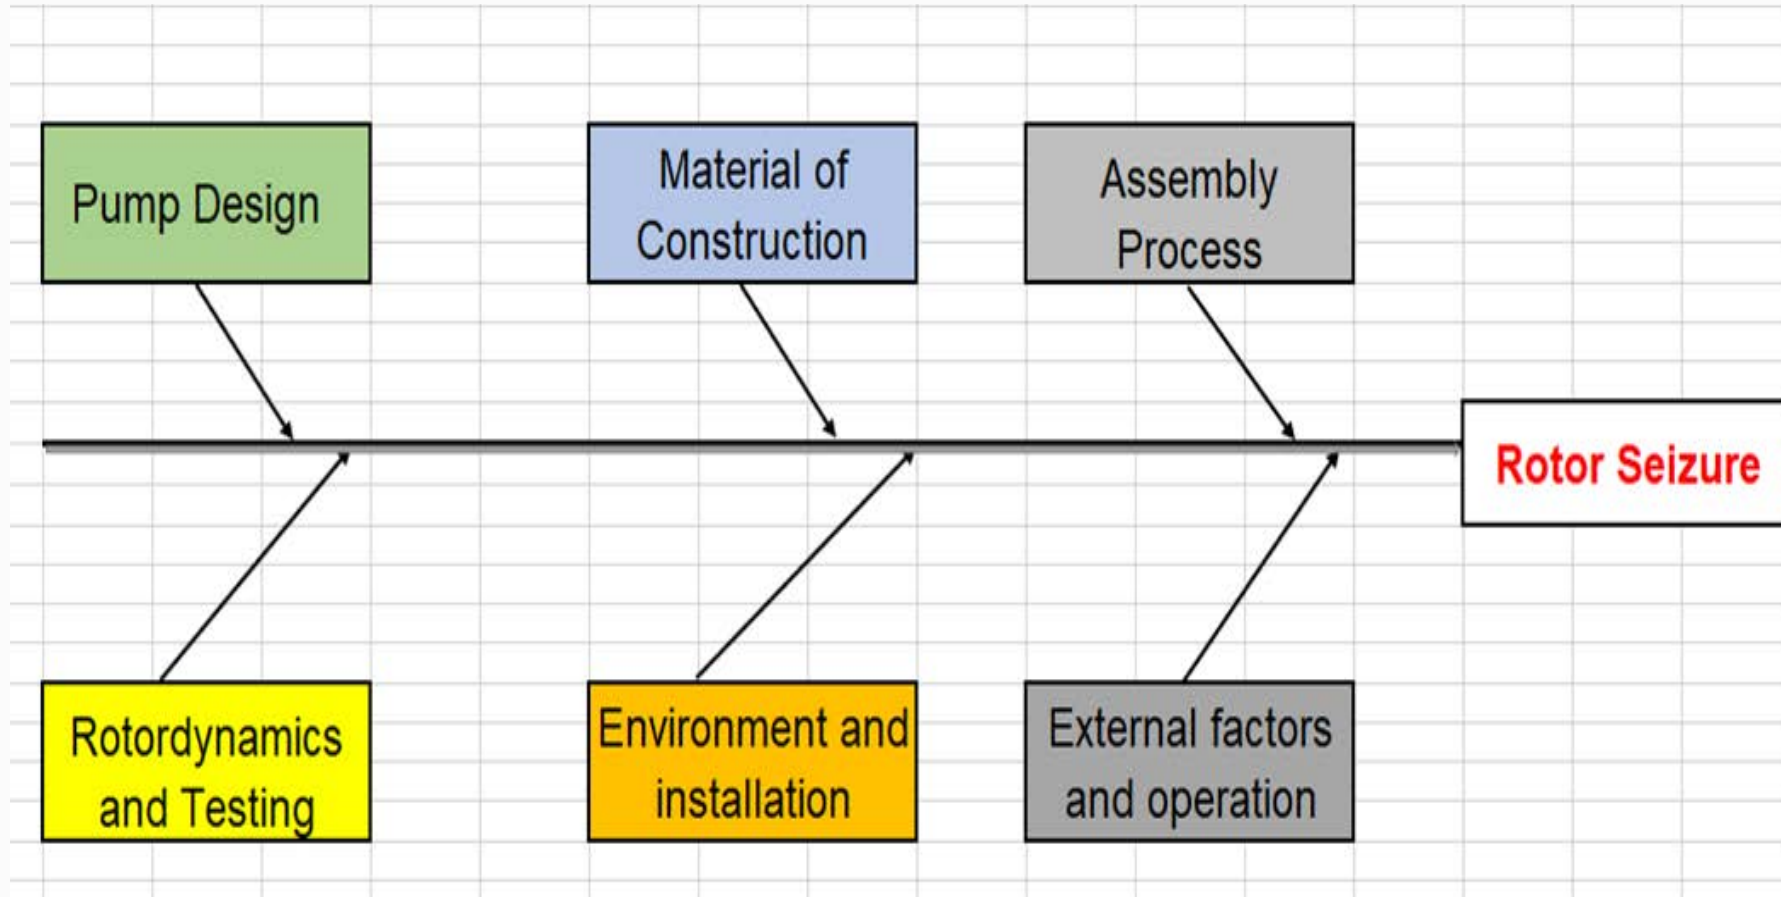 Pump Design
Material of
Construction
Assembly
Process
Rotor Seizure
Rotordynamics
and Testing
Environment and
installation
External factors
and operation